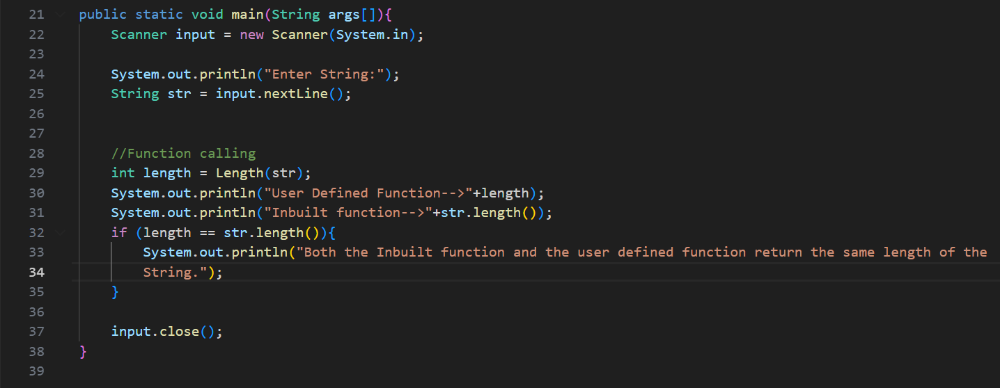 21 public static void main(String args[]){
22 Scanner input = new Scanner(System.in);
23
24 System.out.println("Enter String:");
25 String str = input.nextLine();
26
27
28 //Function calling
29 int length = Length(str);
30 System.out.println("User Defined Function-->"+length);
31 System.out.println("Inbuilt function-->"+str.length());
32 if (length == str.length()){
33 System.out.println("Both the Inbuilt function and the user defined function return the same length of the
34 String.");
35 }
36
37 input.close();
38 }
39